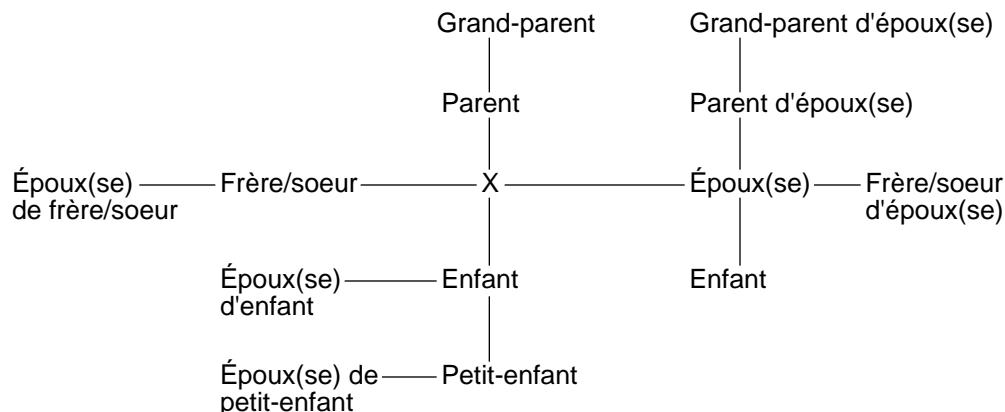 Grand-parent
Grand-parent d'époux(se)
Parent
Parent d'époux(se)
Époux(se)
de frère/soeur
Frère/soeur
X
Époux(se)
Frère/soeur
d'époux(se)
Époux(se)
d'enfant
Enfant
Enfant
Époux(se) de
petit-enfant
Petit-enfant